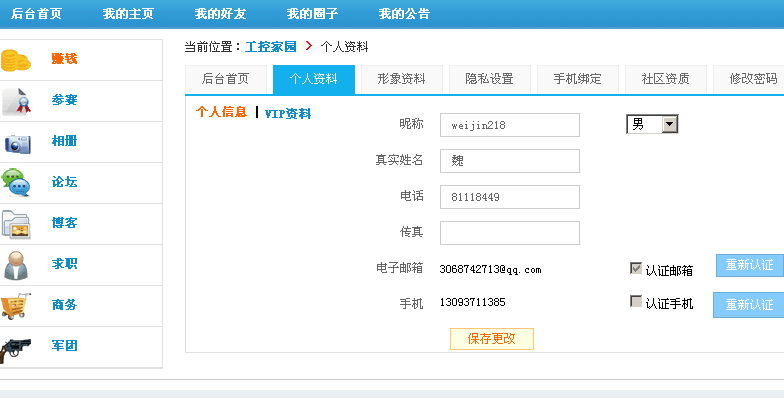 后台首页 我的主页 我的好友 我的圈子 我的公告
赚钱
参赛
相册
论坛
博客
求职
商务
军团
当前位置：工控家园 > 个人资料
后台首页 个人资料 形象资料 隐私设置 手机绑定 社区资质 修改密码
个人信息 VIP资料
昵称 weijin218 男
真实姓名 魏
电话 81118449
传真
电子邮箱 3068742713@qq.com 认证邮箱 重新认证
手机 13093711385 认证手机 重新认证
保存更改